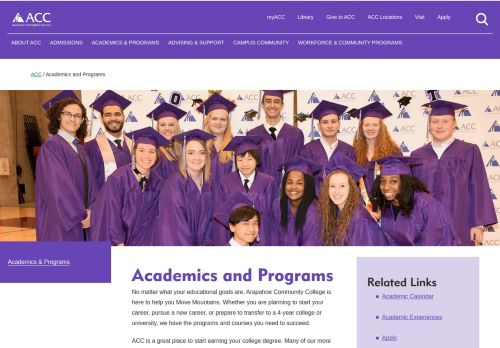 ACC
myACC Library Give to ACC ACC Locations Visit Apply
ABOUT ACC ADMISSIONS ACADEMICS & PROGRAMS ADVISING & SUPPORT CAMPUS COMMUNITY WORKFORCE & COMMUNITY PROGRAMS
ACC / Academics and Programs
ACC
ACC
ACC
Academics & Programs
Academics and Programs
No matter what your educational goals are, Arapahoe Community College is
here to help you Move Mountains. Whether you are planning to start your
career, pursue a new career, or prepare to transfer to a 4-year college or
university, we have the programs and courses you need to succeed.
ACC is a great place to start earning your college degree. Many of our more
Related Links
Academic Calendar
Academic Experiences
Apply